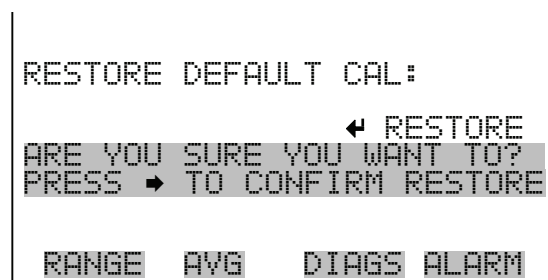 RESTORE DEFAULT CAL:
↵ RESTORE
ARE YOU SURE YOU WANT TO?
PRESS → TO CONFIRM RESTORE
RANGE AVG DIAGS ALARM